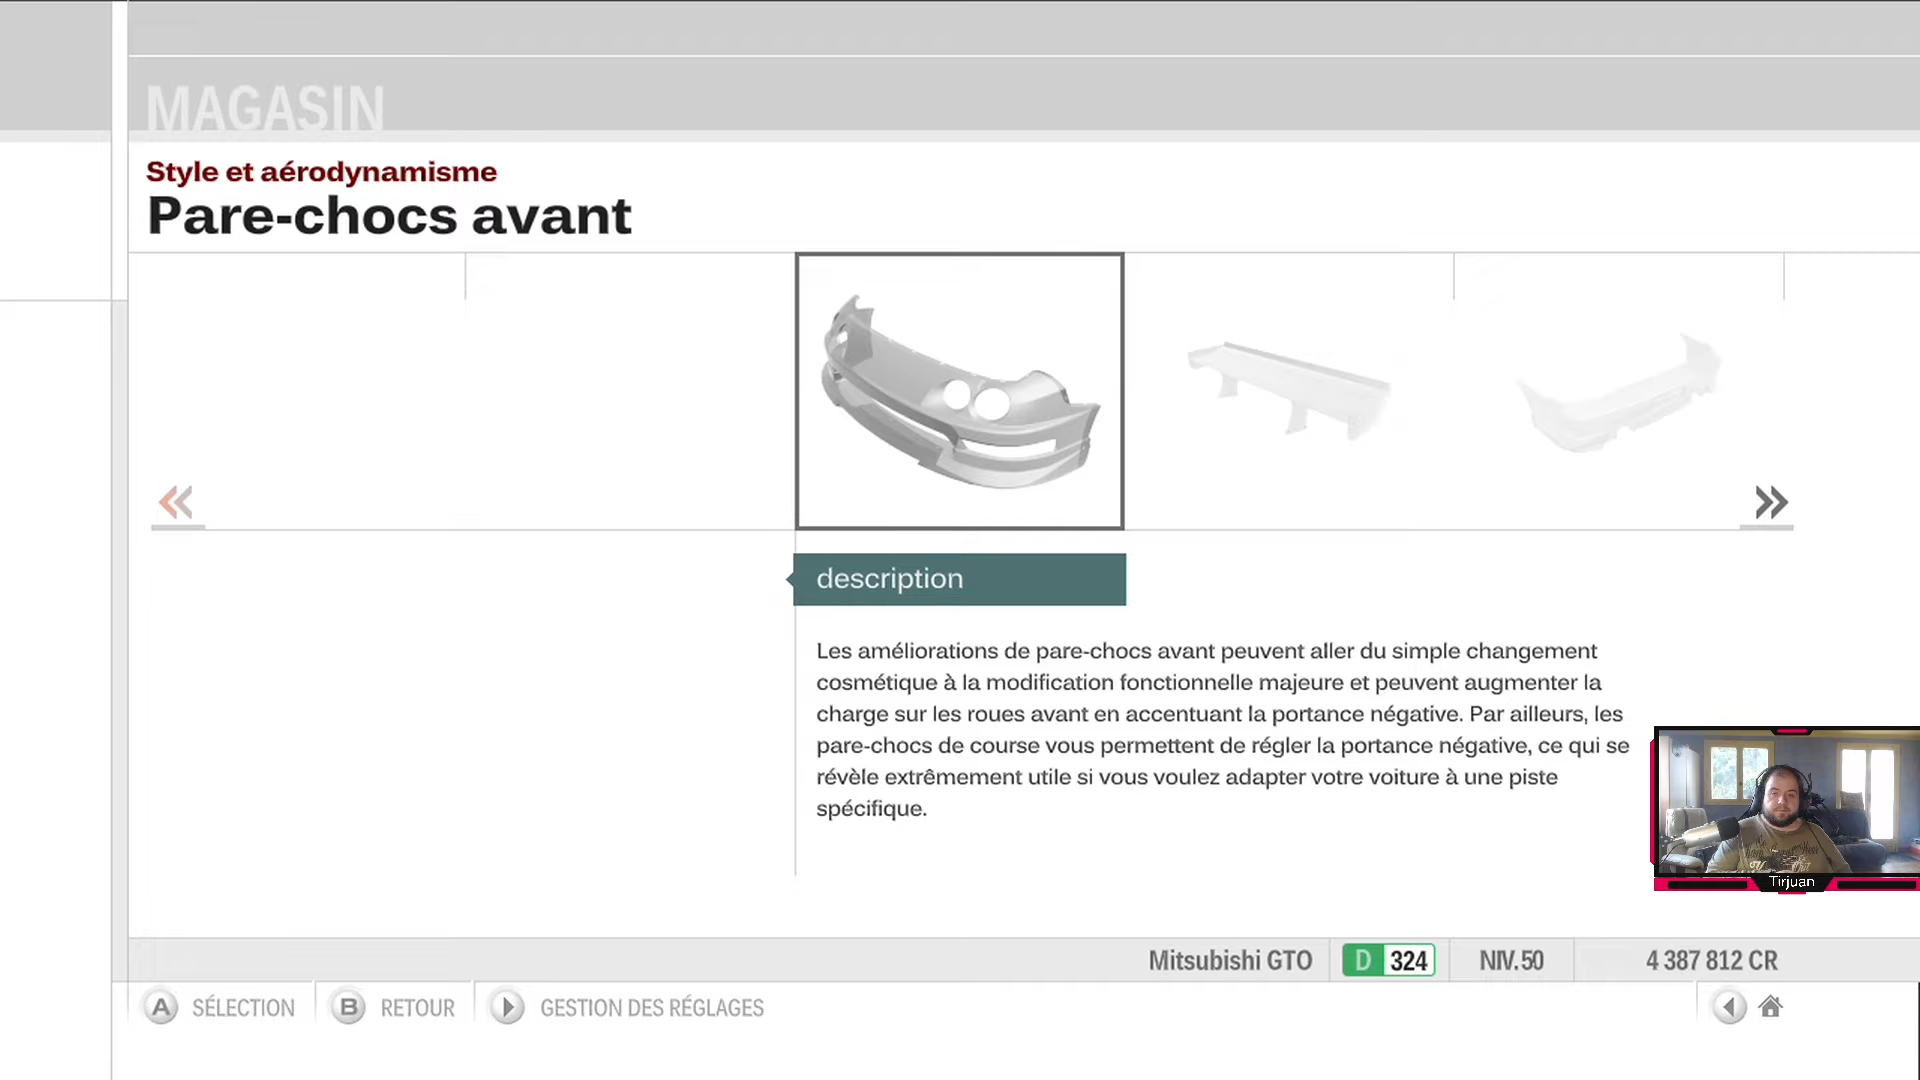 MAGASIN
Style et aérodynamisme
Pare-chocs avant
description
Les améliorations de pare-chocs avant peuvent aller du simple changement
cosmétique à la modification fonctionnelle majeure et peuvent augmenter la
charge sur les roues avant en accentuant la portance négative. Par ailleurs, les
pare-chocs de course vous permettent de régler la portance négative, ce qui se
révèle extrêmement utile si vous voulez adapter votre voiture à une piste
spécifique.
Tirjuan
Mitsubishi GTO D 324 NIV.50 4 387 812 CR
A SÉLECTION B RETOUR GESTION DES RÉGLAGES